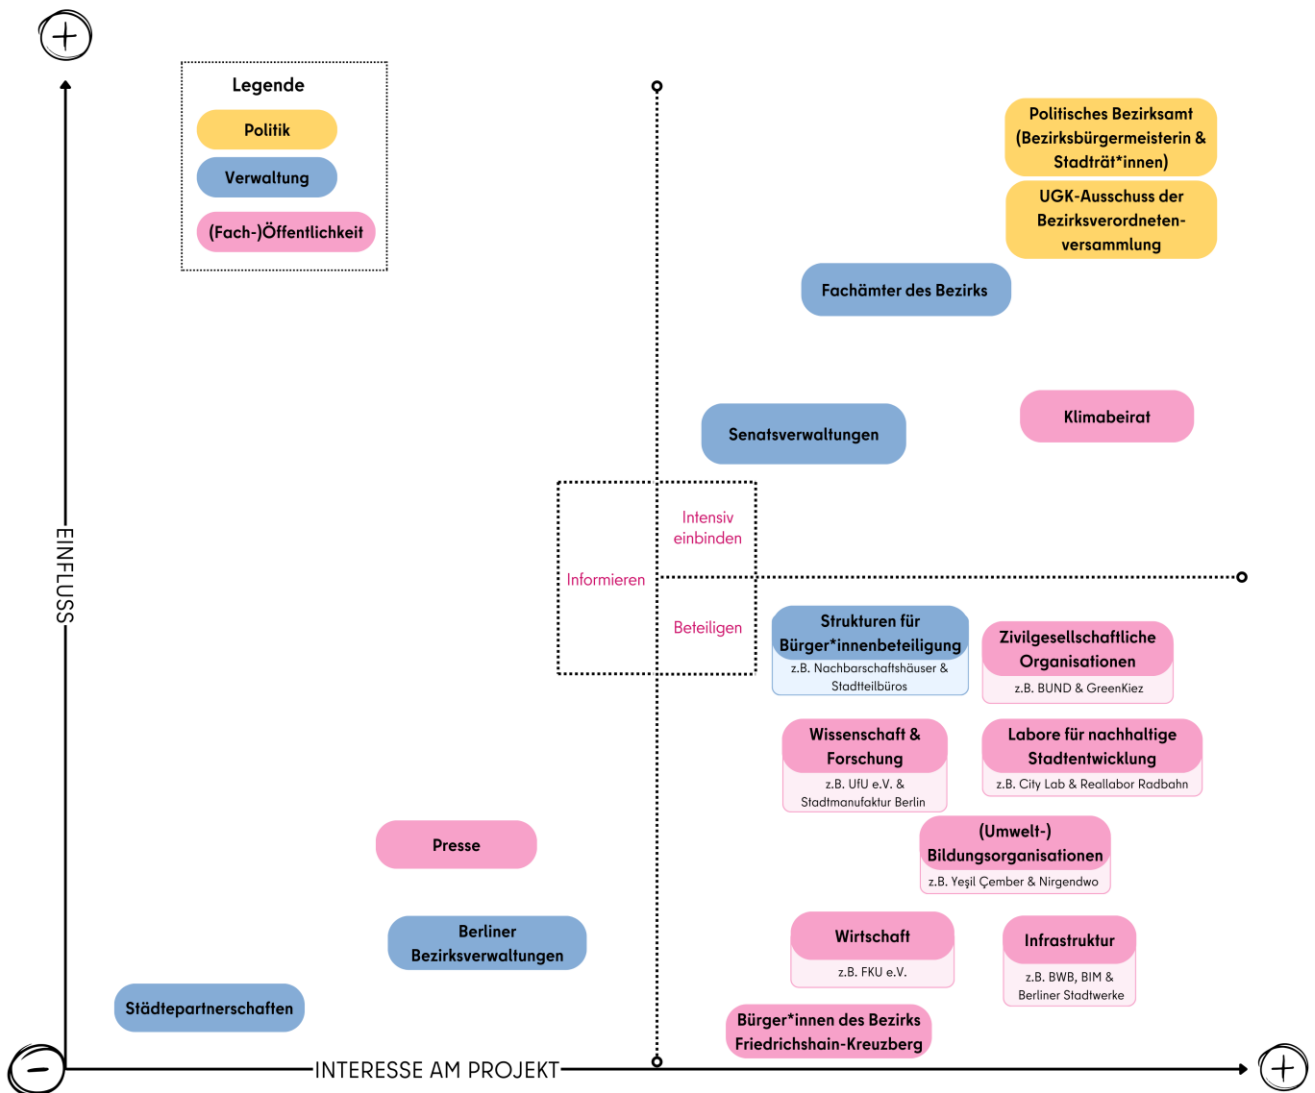 Legende
Politik
Verwaltung
(Fach-)Öffentlichkeit
EINFLUSS
Politisches Bezirksamt
(Bezirksbürgermeisterin &
Stadträt*innen)
UGK-Ausschuss der
Bezirksverordneten-
versammlung
Fachämter des Bezirks
Klimabeirat
Senatsverwaltungen
Intensiv
einbinden
Informieren
Beteiligen
Strukturen für
Bürger*innenbeteiligung
z.B. Nachbarschaftshäuser &
Stadtteilbüros
Zivilgesellschaftliche
Organisationen
z.B. BUND & GreenKiez
Wissenschaft &
Forschung
z.B. UfU e.V. &
Stadtmanufaktur Berlin
Labore für nachhaltige
Stadtentwicklung
z.B. City Lab & Reallabor Radbahn
(Umwelt-)
Bildungsorganisationen
z.B. Yeşil Çember & Nirgendwo
Presse
Berliner
Bezirksverwaltungen
Städtepartnerschaften
Wirtschaft
z.B. FKU e.V.
Infrastruktur
z.B. BWB, BIM &
Berliner Stadtwerke
Bürger*innen des Bezirks
Friedrichshain-Kreuzberg
INTERESSE AM PROJEKT